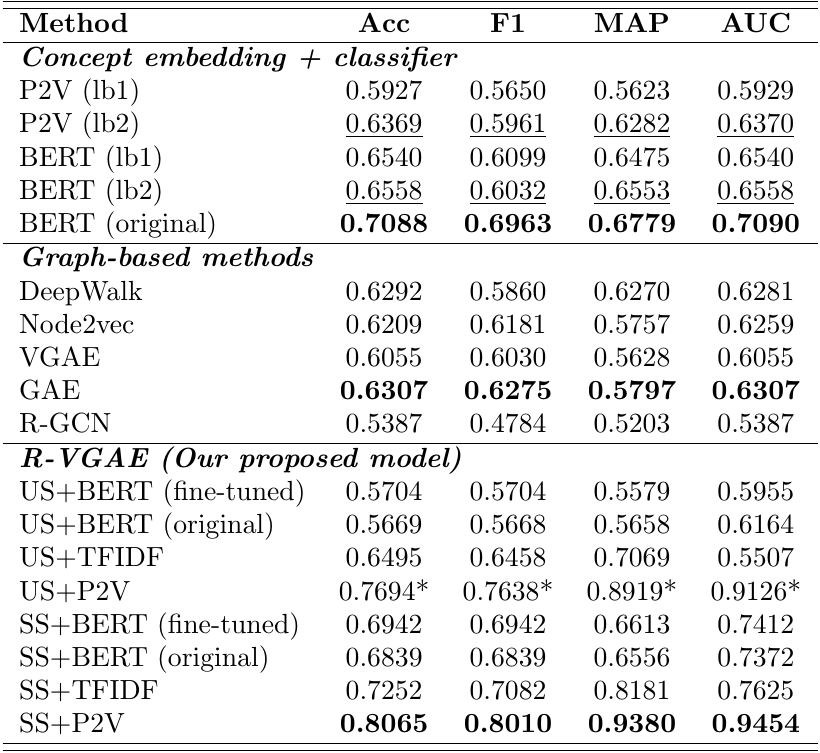 Method Acc F1 MAP AUC
Concept embedding + classifier
P2V (lb1) 0.5927 0.5650 0.5623 0.5929
P2V (lb2) 0.6369 0.5961 0.6282 0.6370
BERT (lb1) 0.6540 0.6099 0.6475 0.6540
BERT (lb2) 0.6558 0.6032 0.6553 0.6558
BERT (original) 0.7088 0.6963 0.6779 0.7090
Graph-based methods
DeepWalk 0.6292 0.5860 0.6270 0.6281
Node2vec 0.6209 0.6181 0.5757 0.6259
VGAE 0.6055 0.6030 0.5628 0.6055
GAE 0.6307 0.6275 0.5797 0.6307
R-GCN 0.5387 0.4784 0.5203 0.5387
R-VGAE (Our proposed model)
US+BERT (fine-tuned) 0.5704 0.5704 0.5579 0.5955
US+BERT (original) 0.5669 0.5668 0.5658 0.6164
US+TFIDF 0.6495 0.6458 0.7069 0.5507
US+P2V 0.7694* 0.7638* 0.8919* 0.9126*
SS+BERT (fine-tuned) 0.6942 0.6942 0.6613 0.7412
SS+BERT (original) 0.6839 0.6839 0.6556 0.7372
SS+TFIDF 0.7252 0.7082 0.8181 0.7625
SS+P2V 0.8065 0.8010 0.9380 0.9454